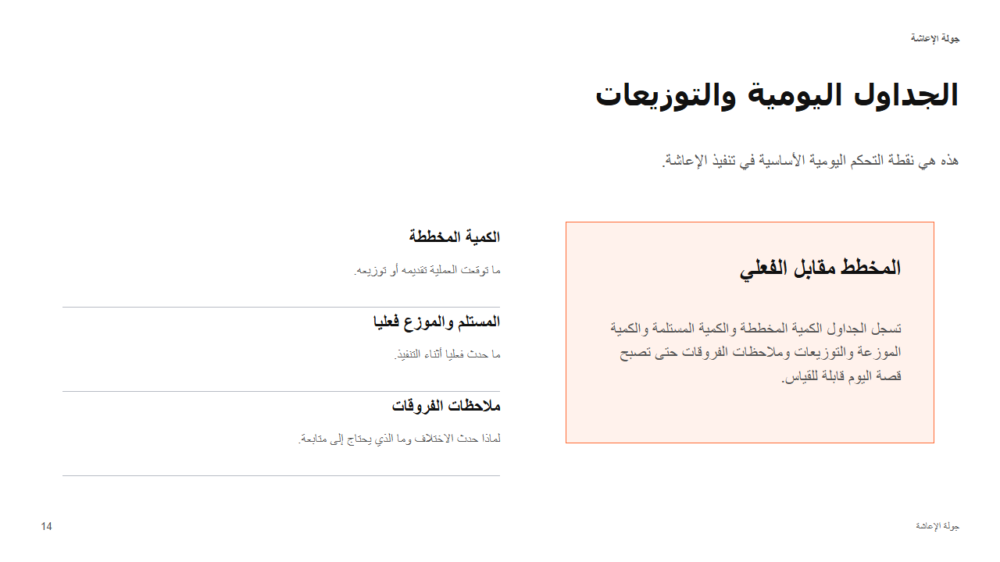 جولة الإعاشة
الجداول اليومية والتوزيعات
هذه هي نقطة التحكم اليومية الأساسية في تنفيذ الإعاشة.
المخطط مقابل الفعلي
تسجل الجداول الكمية المخططة والكمية المستلمة والكمية
الموزعة والتوزيعات وملاحظات الفروقات حتى تصبح
قصة اليوم قابلة للقياس.
الكمية المخططة
ما توقعت العملية تقديمه أو توزيعه.
المستلم والموزع فعليا
ما حدث فعليا أثناء التنفيذ.
ملاحظات الفروقات
لماذا حدث الاختلاف وما الذي يحتاج إلى متابعة.
جولة الإعاشة
14